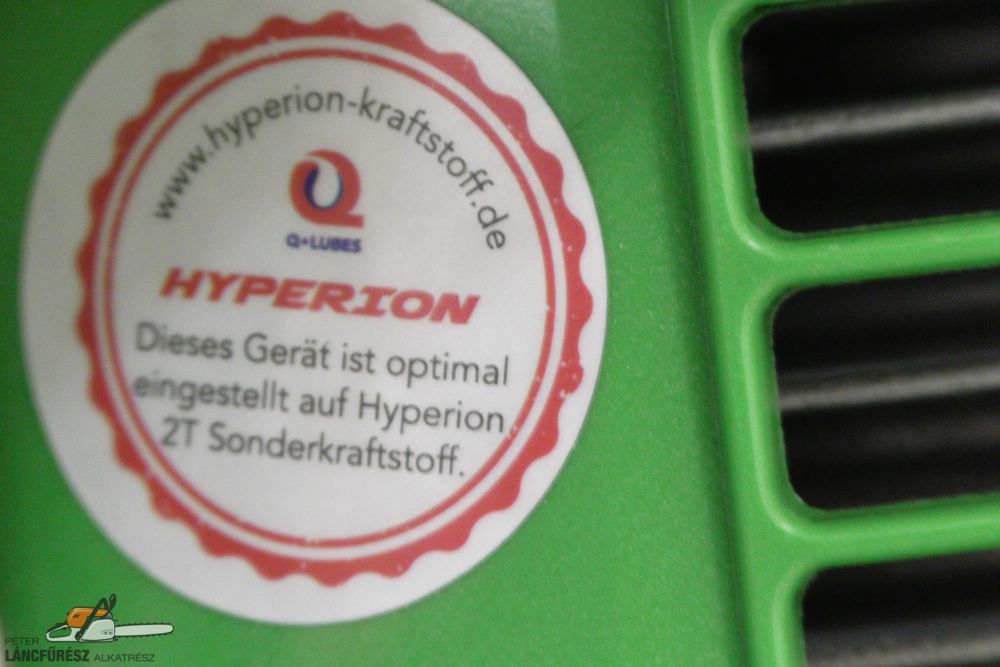 www.hyperion-kraftstoff.de
Q
Q•LUBES
HYPERION
Dieses Gerät ist optimal
eingestellt auf Hyperion
2T Sonderkraftstoff.
PÉTER
LÁNCFŰRÉSZ ALKATRÉSZ